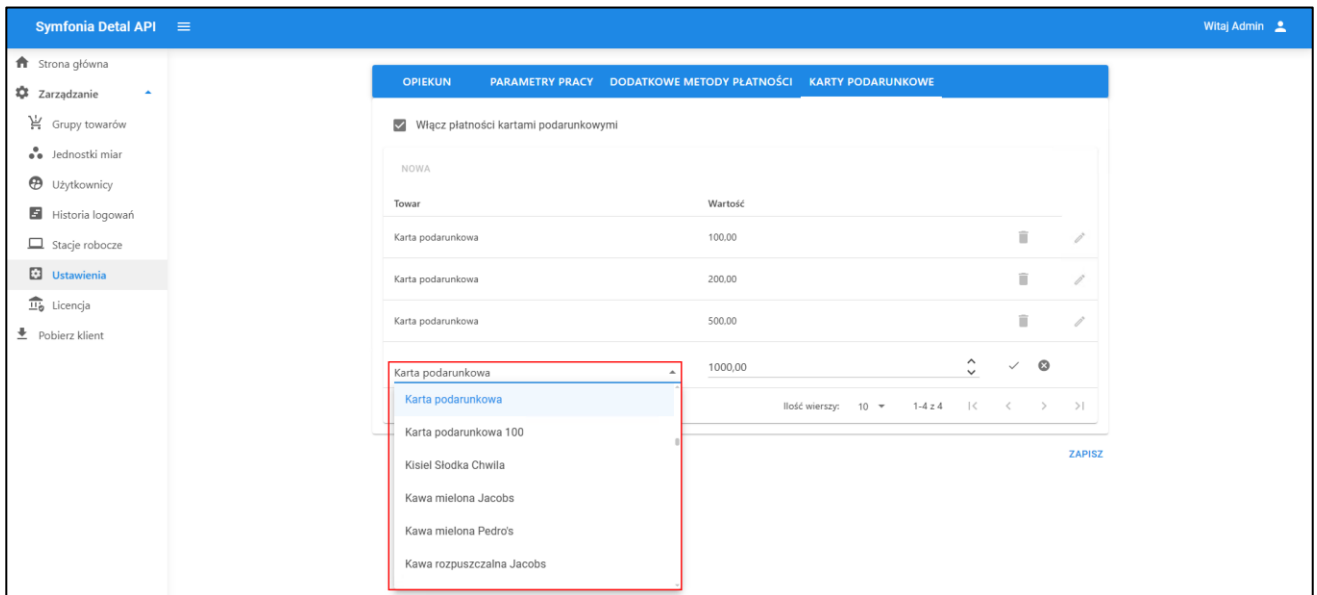 Symfonia Detal API
Witaj Admin
Strona główna
Zarządzanie
Grupy towarów
Jednostki miar
Użytkownicy
Historia logowań
Stacje robocze
Ustawienia
Licencja
Pobierz klient
OPIEKUN PARAMETRY PRACY DODATKOWE METODY PŁATNOŚCI KARTY PODARUNKOWE
Włącz płatności kartami podarunkowymi
NOWA
Towar Wartość
Karta podarunkowa 100.00
Karta podarunkowa 200.00
Karta podarunkowa 500.00
Karta podarunkowa 1000,00
Karta podarunkowa
Karta podarunkowa 100
Kisiel Słodka Chwila
Kawa mielona Jacobs
Kawa mielona Pedro's
Kawa rozpuszczalna Jacobs
Ilość wierszy: 10 1-4 z 4
ZAPISZ